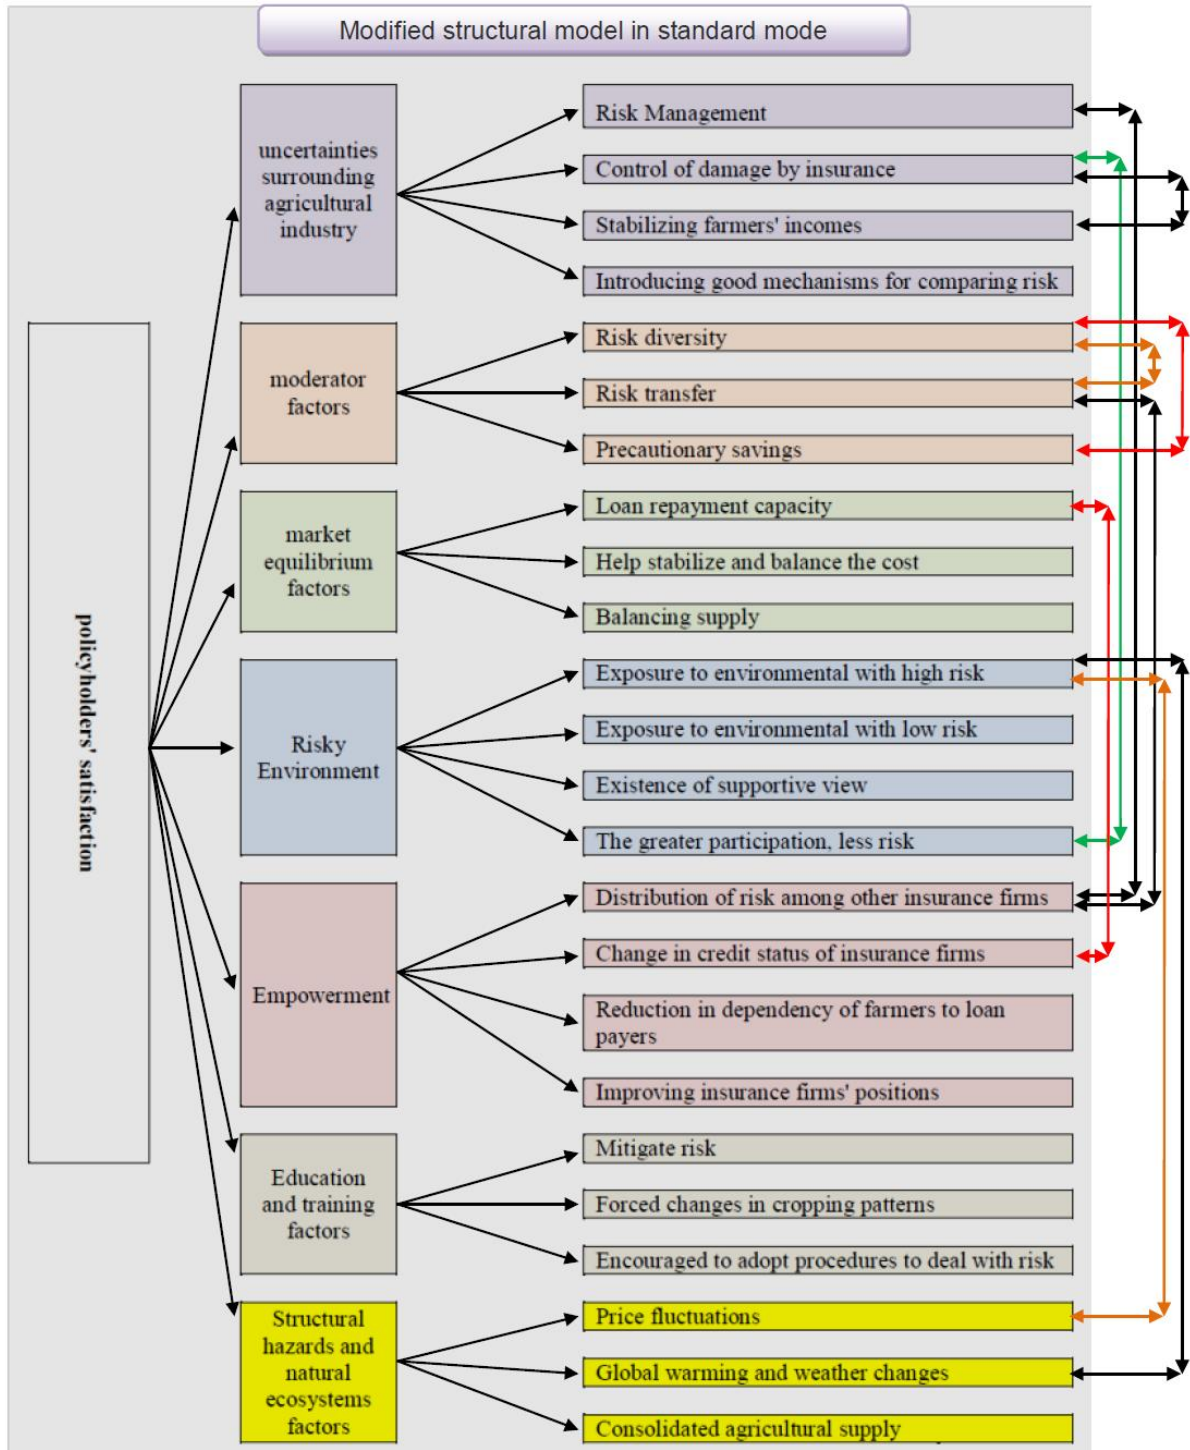 Modified structural model in standard mode
uncertainties
surrounding
agricultural
industry
Risk Management
Control of damage by insurance
Stabilizing farmers' incomes
Introducing good mechanisms for comparing risk
policyholders' satisfaction
moderator
factors
Risk diversity
Risk transfer
Precautionary savings
market
equilibrium
factors
Loan repayment capacity
Help stabilize and balance the cost
Balancing supply
Risky
Environment
Exposure to environmental with high risk
Exposure to environmental with low risk
Existence of supportive view
The greater participation, less risk
Empowerment
Distribution of risk among other insurance firms
Change in credit status of insurance firms
Reduction in dependency of farmers to loan
payers
Improving insurance firms' positions
Education
and training
factors
Mitigate risk
Forced changes in cropping patterns
Encouraged to adopt procedures to deal with risk
Structural
hazards and
natural
ecosystems
factors
Price fluctuations
Global warming and weather changes
Consolidated agricultural supply